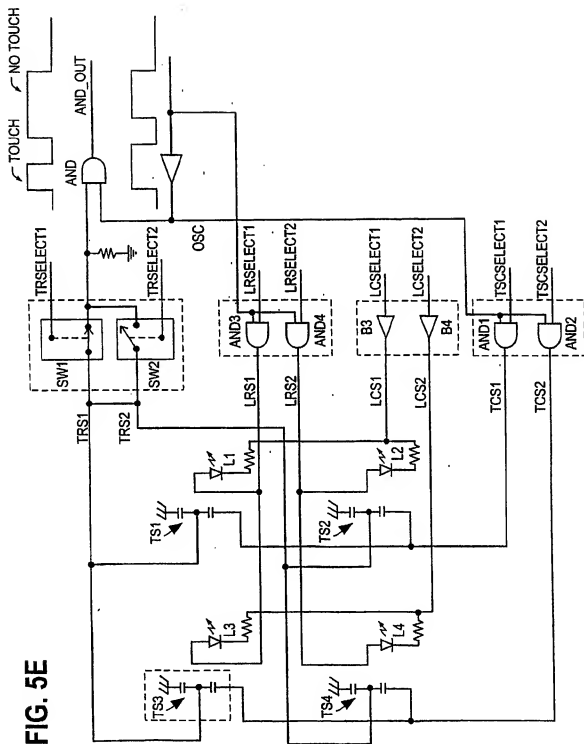 FIG. 5E
TOUCH
NO TOUCH
AND
AND_OUT
OSC
TRSELECT1
TRSELECT2
SW1
SW2
TRS1
TRS2
LRSELECT1
LRSELECT2
AND3
AND4
LRS1
LRS2
LCSELECT1
LCSELECT2
B3
B4
LCS1
LCS2
TSCSELECT1
TSCSELECT2
AND1
AND2
TCS1
TCS2
L1
L2
TS1
TS2
L3
L4
TS3
TS4